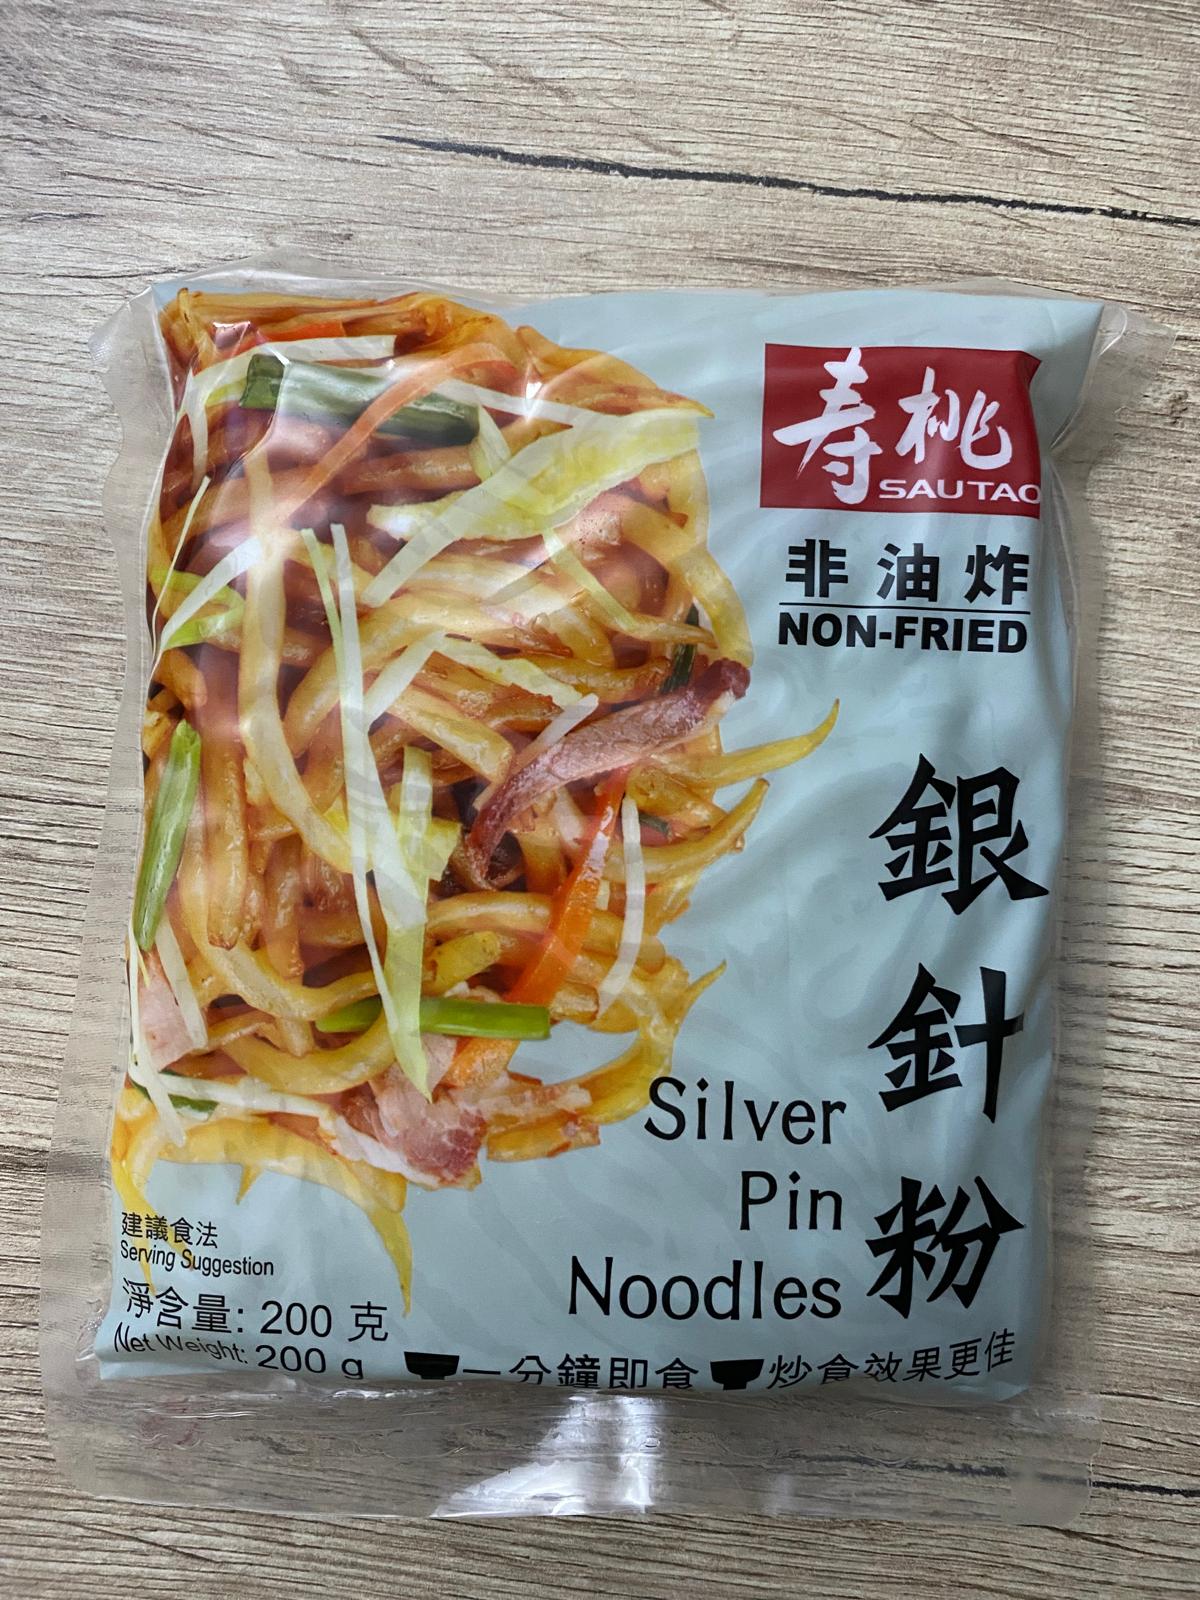 寿桃
SAUTAO
非油炸
NON-FRIED
銀針粉
Silver
Pin
Noodles
建議食法
Serving Suggestion
淨含量: 200 克
Net Weight: 200 g
一分鐘即食 炒食效果更佳